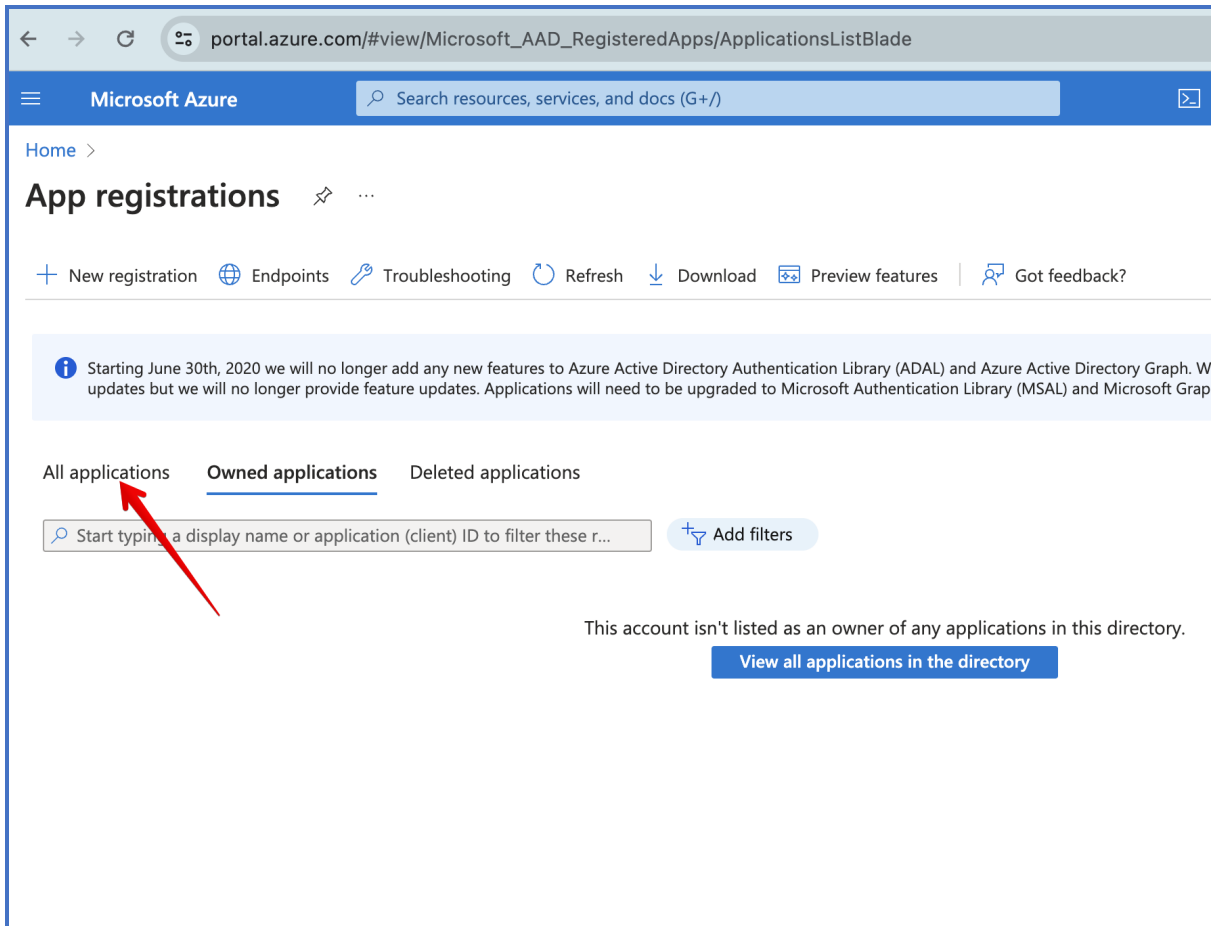 portal.azure.com/#view/Microsoft_AAD_RegisteredApps/ApplicationsListBlade
Microsoft Azure
Search resources, services, and docs (G+/)
Home
App registrations
New registration
Endpoints
Troubleshooting
Refresh
Download
Preview features
Got feedback?
Starting June 30th, 2020 we will no longer add any new features to Azure Active Directory Authentication Library (ADAL) and Azure Active Directory Graph. W
updates but we will no longer provide feature updates. Applications will need to be upgraded to Microsoft Authentication Library (MSAL) and Microsoft Grap
All applications
Owned applications
Deleted applications
Start typing a display name or application (client) ID to filter these r...
Add filters
This account isn't listed as an owner of any applications in this directory.
View all applications in the directory